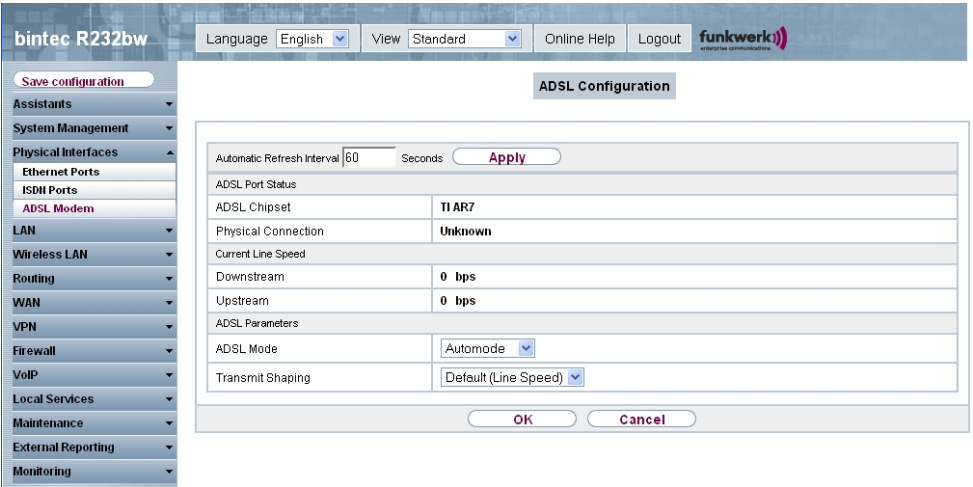 bintec R232bw
Language English View Standard Online Help Logout funkwerk
enterprise communications
Save configuration
Assistants
System Management
Physical Interfaces
Ethernet Ports
ISDN Ports
ADSL Modem
LAN
Wireless LAN
Routing
WAN
VPN
Firewall
VoIP
Local Services
Maintenance
External Reporting
Monitoring
ADSL Configuration
Automatic Refresh Interval 60 Seconds Apply
ADSL Port Status
ADSL Chipset TI AR7
Physical Connection Unknown
Current Line Speed
Downstream 0 bps
Upstream 0 bps
ADSL Parameters
ADSL Mode Automode
Transmit Shaping Default (Line Speed)
OK Cancel